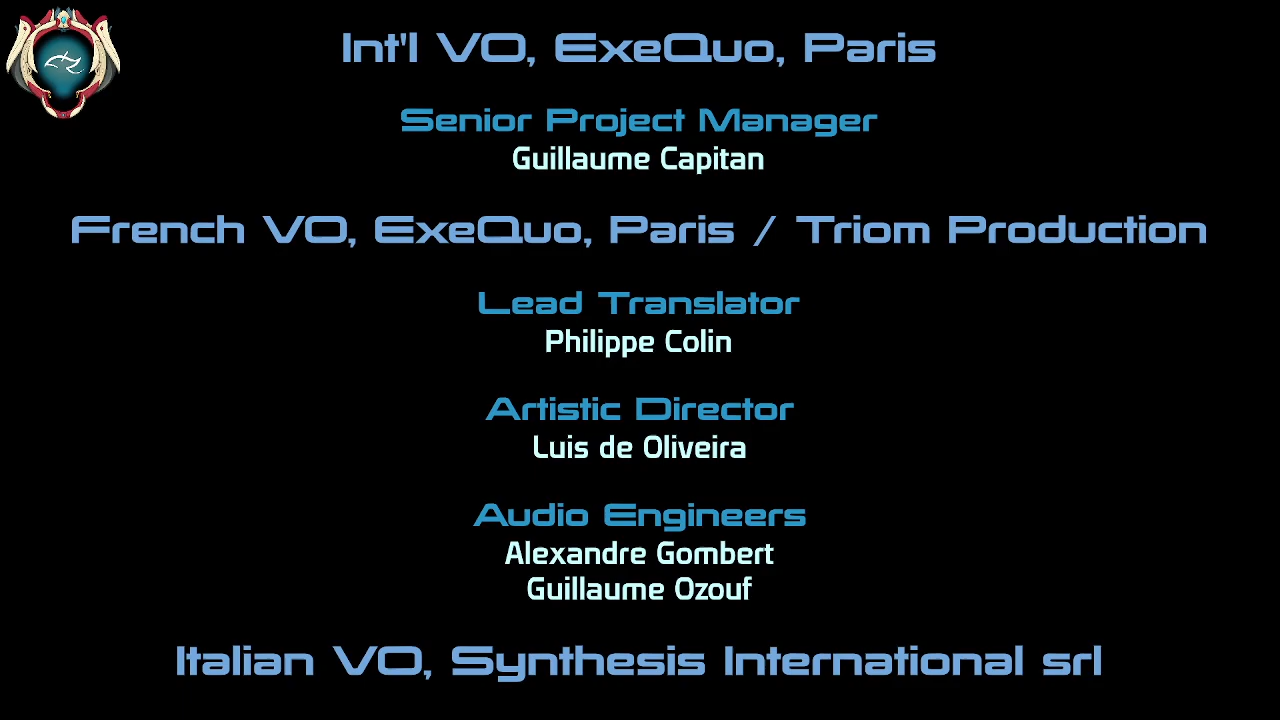 Int'l VO, ExeQuo, Paris
Senior Project Manager
Guillaume Capitan
French VO, ExeQuo, Paris / Triom Production
Lead Translator
Philippe Colin
Artistic Director
Luis de Oliveira
Audio Engineers
Alexandre Gombert
Guillaume Ozouf
Italian VO, Synthesis International srl